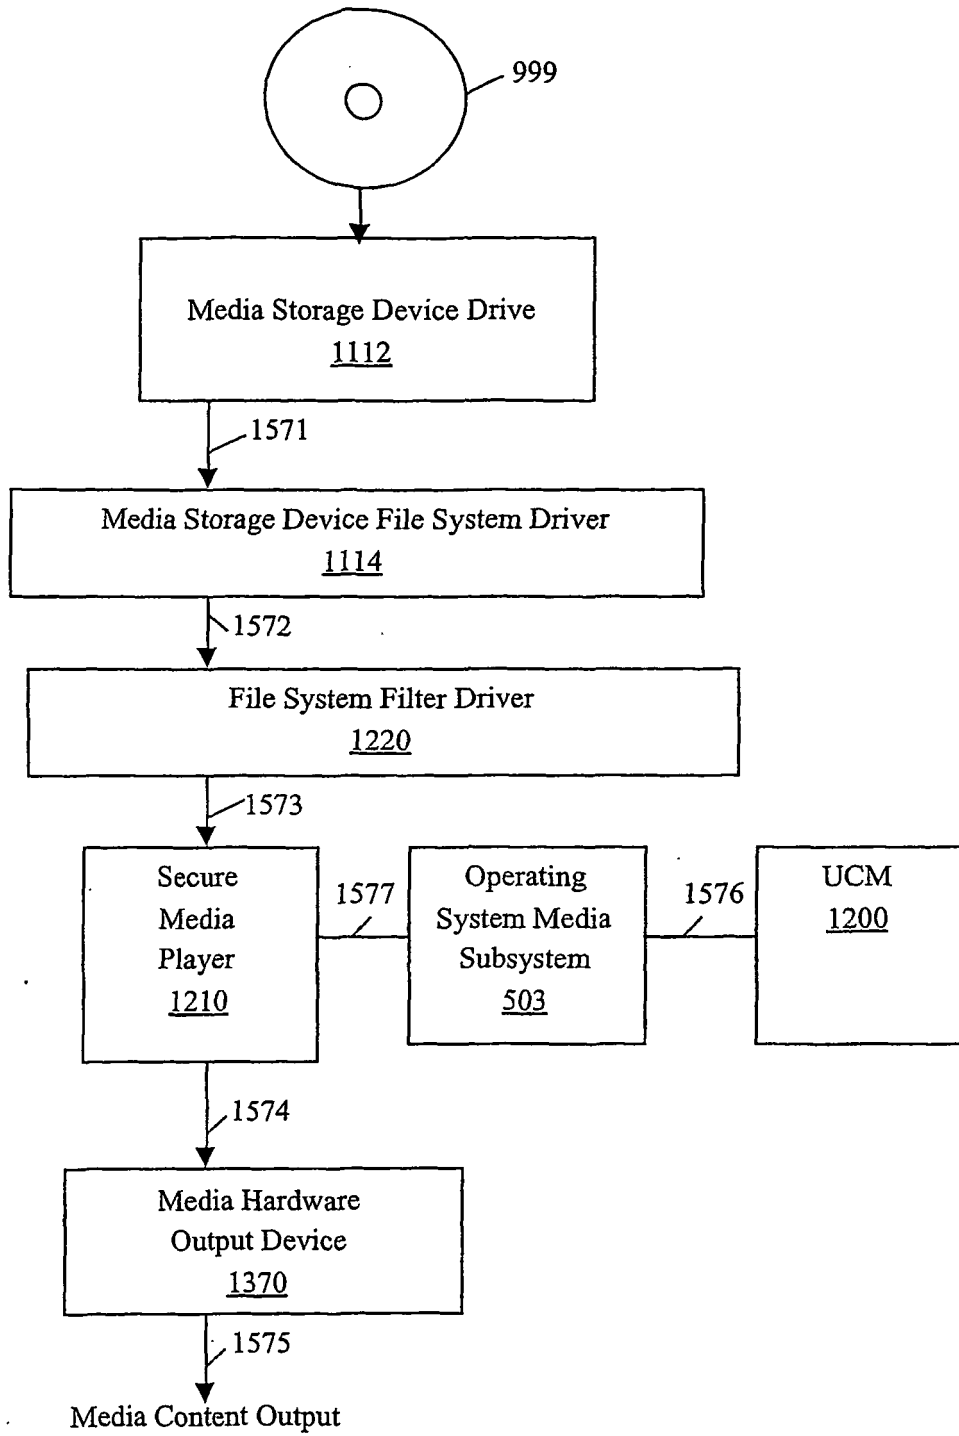 999
Media Storage Device Drive
1112
1571
Media Storage Device File System Driver
1114
1572
File System Filter Driver
1220
1573
Secure
Media
Player
1210
1577
Operating
System Media
Subsystem
503
1576
UCM
1200
1574
Media Hardware
Output Device
1370
1575
Media Content Output